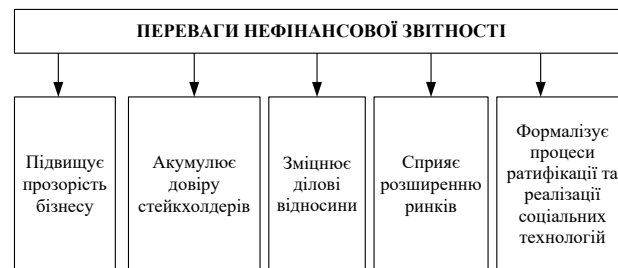 ПЕРЕВАГИ НЕФІНАНСОВОЇ ЗВІТНОСТІ
Підвищує
прозорість
бізнесу
Акумулює
довіру
стейкхолдерів
Зміцнює
ділові
відносини
Сприяє
розширенню
ринків
Формалізує
процеси
ратифікації та
реалізації
соціальних
технологій